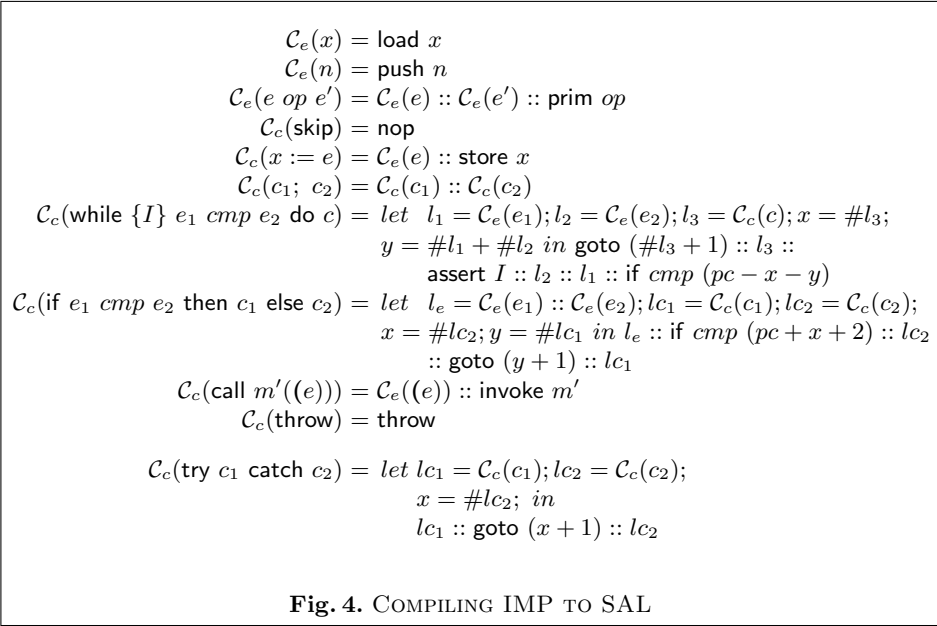 𝒞ₑ(x) = load x
𝒞ₑ(n) = push n
𝒞ₑ(e op e′) = 𝒞ₑ(e) :: 𝒞ₑ(e′) :: prim op
𝒞_c(skip) = nop
𝒞_c(x := e) = 𝒞ₑ(e) :: store x
𝒞_c(c₁; c₂) = 𝒞_c(c₁) :: 𝒞_c(c₂)
𝒞_c(while {I} e₁ cmp e₂ do c) = let l₁ = 𝒞ₑ(e₁); l₂ = 𝒞ₑ(e₂); l₃ = 𝒞_c(c); x = #l₃;
y = #l₁ + #l₂ in goto (#l₃ + 1) :: l₃ ::
assert I :: l₂ :: l₁ :: if cmp (pc − x − y)
𝒞_c(if e₁ cmp e₂ then c₁ else c₂) = let lₑ = 𝒞ₑ(e₁) :: 𝒞ₑ(e₂); lc₁ = 𝒞_c(c₁); lc₂ = 𝒞_c(c₂);
x = #lc₂; y = #lc₁ in lₑ :: if cmp (pc + x + 2) :: lc₂
:: goto (y + 1) :: lc₁
𝒞_c(call m′((e))) = 𝒞ₑ((e)) :: invoke m′
𝒞_c(throw) = throw
𝒞_c(try c₁ catch c₂) = let lc₁ = 𝒞_c(c₁); lc₂ = 𝒞_c(c₂);
x = #lc₂; in
lc₁ :: goto (x + 1) :: lc₂
Fig. 4. COMPILING IMP TO SAL